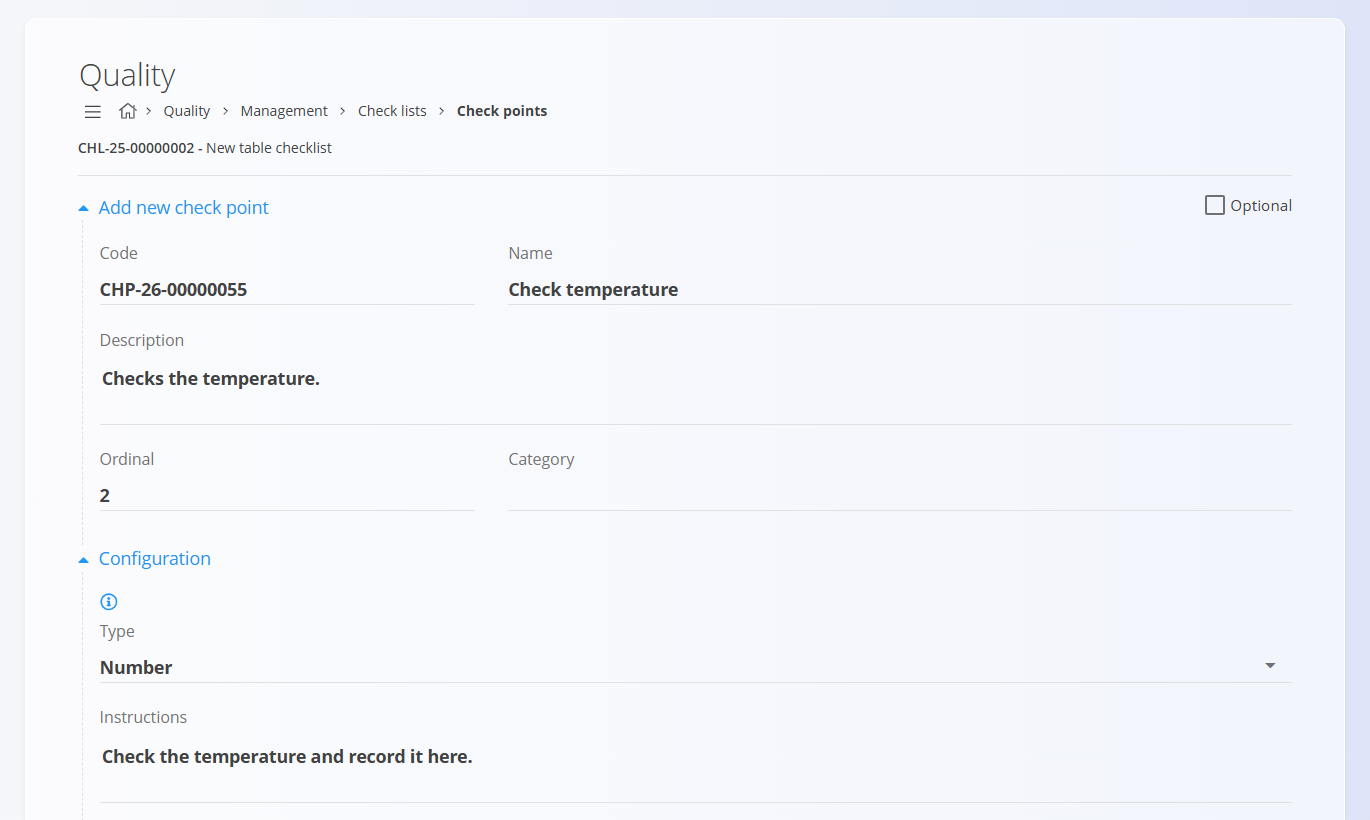 Quality
Quality > Management > Check lists > Check points
CHL-25-00000002 - New table checklist
Add new check point
Optional
Code
Name
CHP-26-00000055
Check temperature
Description
Checks the temperature.
Ordinal
Category
2
Configuration
Type
Number
Instructions
Check the temperature and record it here.